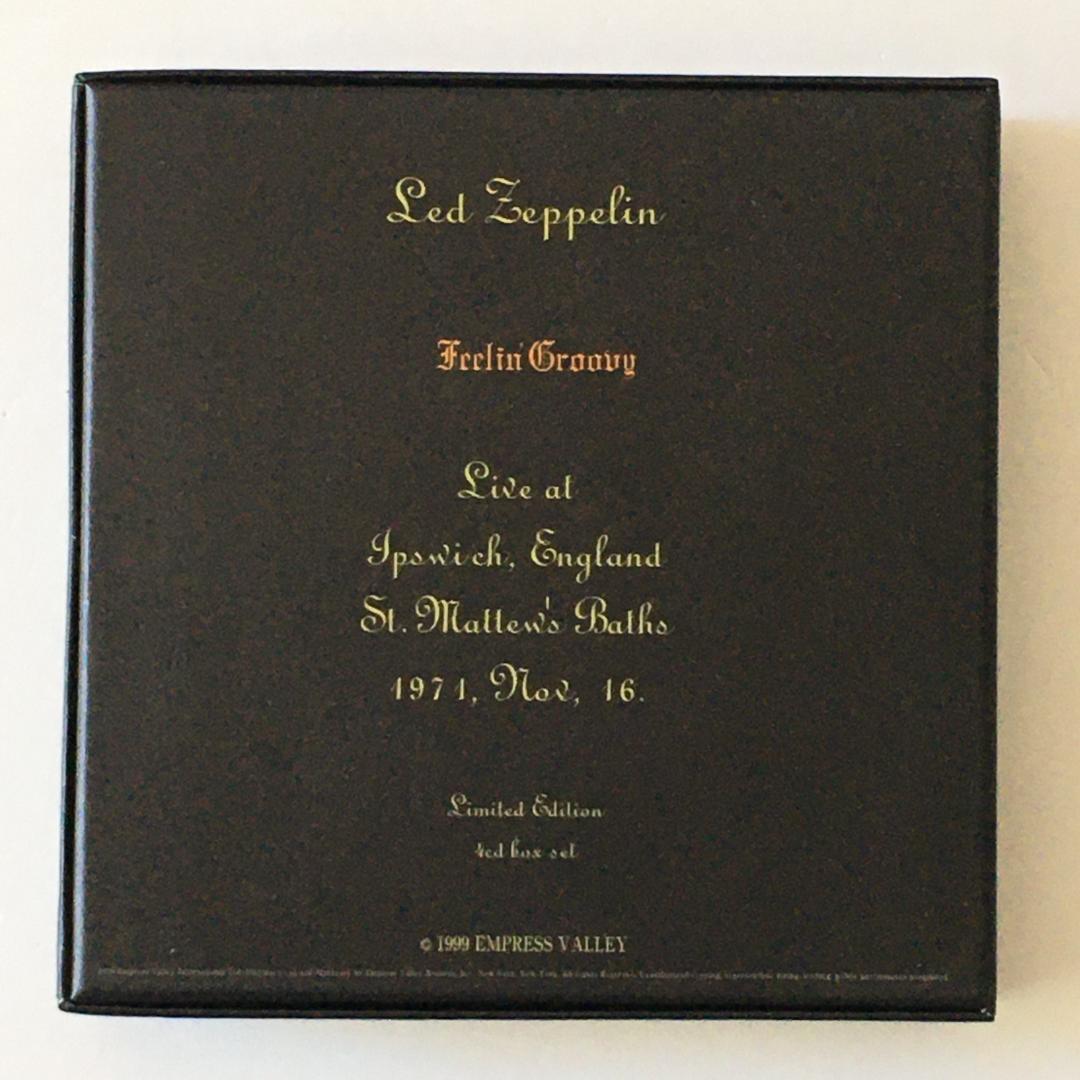 Led Zeppelin
Feelin' Groovy
Live at
Ipswich, England
St. Mattew's Baths
1971, Nov, 16.
Limited Edition
4cd box set
© 1999 EMPRESS VALLEY